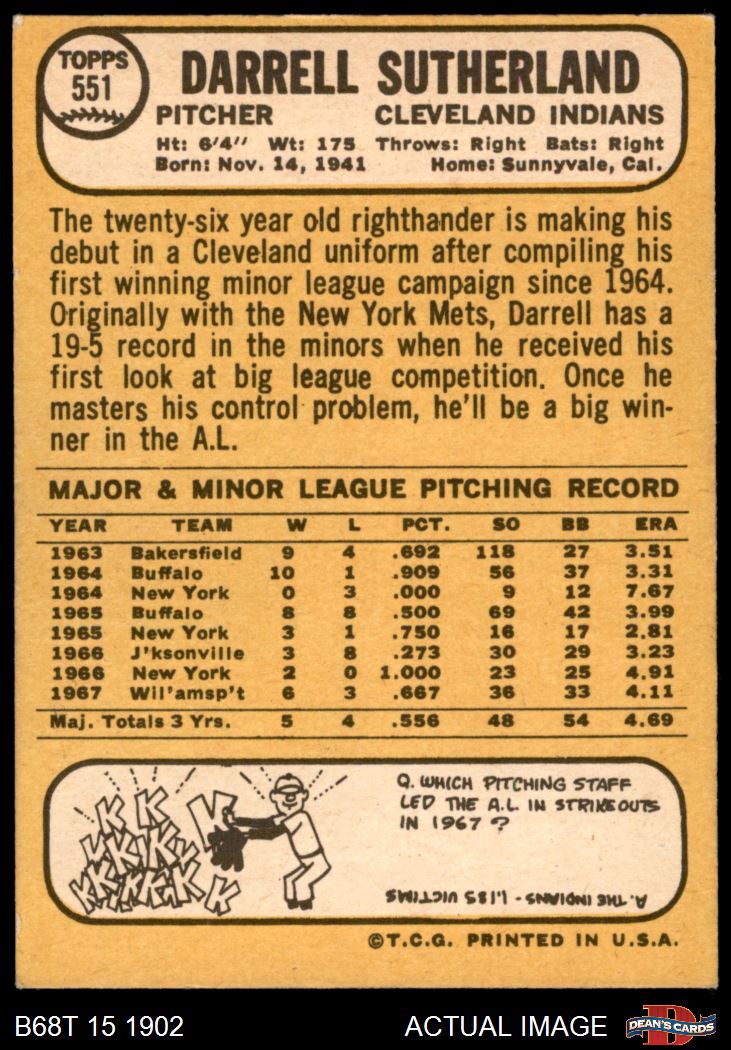 TOPPS
551
DARRELL SUTHERLAND
PITCHER CLEVELAND INDIANS
Ht: 6'4" Wt: 175 Throws: Right Bats: Right
Born: Nov. 14, 1941 Home: Sunnyvale, Cal.
The twenty-six year old righthander is making his
debut in a Cleveland uniform after compiling his
first winning minor league campaign since 1964.
Originally with the New York Mets, Darrell has a
19-5 record in the minors when he received his
first look at big league competition. Once he
masters his control problem, he'll be a big win-
ner in the A.L.
MAJOR & MINOR LEAGUE PITCHING RECORD
YEAR TEAM W L PCT. SO BB ERA
1963 Bakersfield 9 4 .692 118 27 3.51
1964 Buffalo 10 1 .909 56 37 3.31
1964 New York 0 3 .000 9 12 7.67
1965 Buffalo 8 8 .500 69 42 3.99
1965 New York 3 1 .750 16 17 2.81
1966 J'ksonville 3 8 .273 30 29 3.23
1966 New York 2 0 1.000 23 25 4.91
1967 Wil'amsp't 6 3 .667 36 33 4.11
Maj. Totals 3 Yrs. 5 4 .556 48 54 4.69
Q. WHICH PITCHING STAFF
LED THE A.L. IN STRIKEOUTS
IN 1967?
A. THE INDIANS - 1,185 VICTIMS
©T.C.G. PRINTED IN U.S.A.
B68T 15 1902 ACTUAL IMAGE DEAN'S CARDS